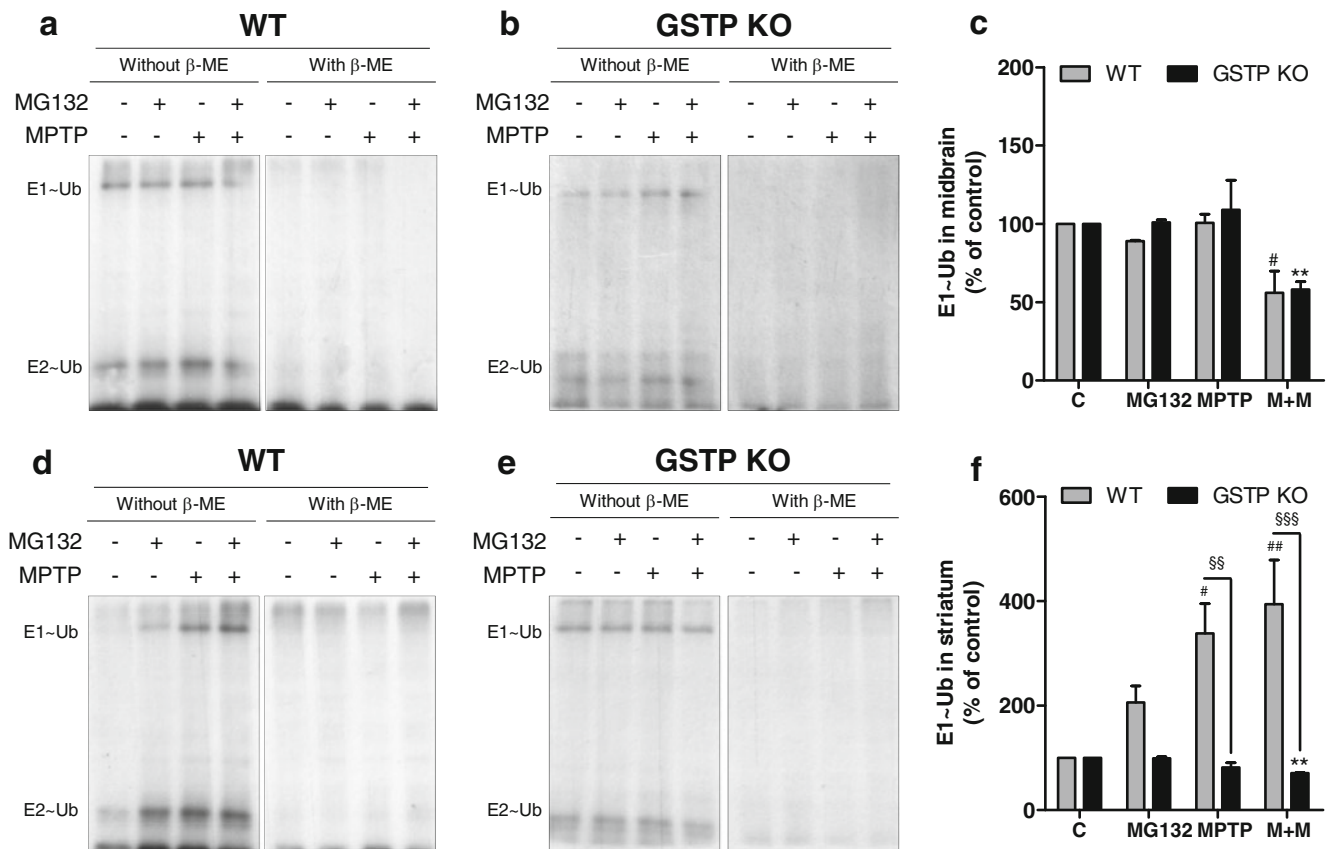 a WT
Without β-ME With β-ME
MG132 - + - + - + - +
MPTP - - + + - - + +
E1~Ub
E2~Ub
b GSTP KO
Without β-ME With β-ME
MG132 - + - + - + - +
MPTP - - + + - - + +
E1~Ub
E2~Ub
c
WT GSTP KO
E1~Ub in midbrain
(% of control)
200
150
100
50
0
# **
C MG132 MPTP M+M
d WT
Without β-ME With β-ME
MG132 - + - + - + - +
MPTP - - + + - - + +
E1~Ub
E2~Ub
e GSTP KO
Without β-ME With β-ME
MG132 - + - + - + - +
MPTP - - + + - - + +
E1~Ub
E2~Ub
f
WT GSTP KO
E1~Ub in striatum
(% of control)
600
400
200
0
§§§
##
§§
#
**
C MG132 MPTP M+M